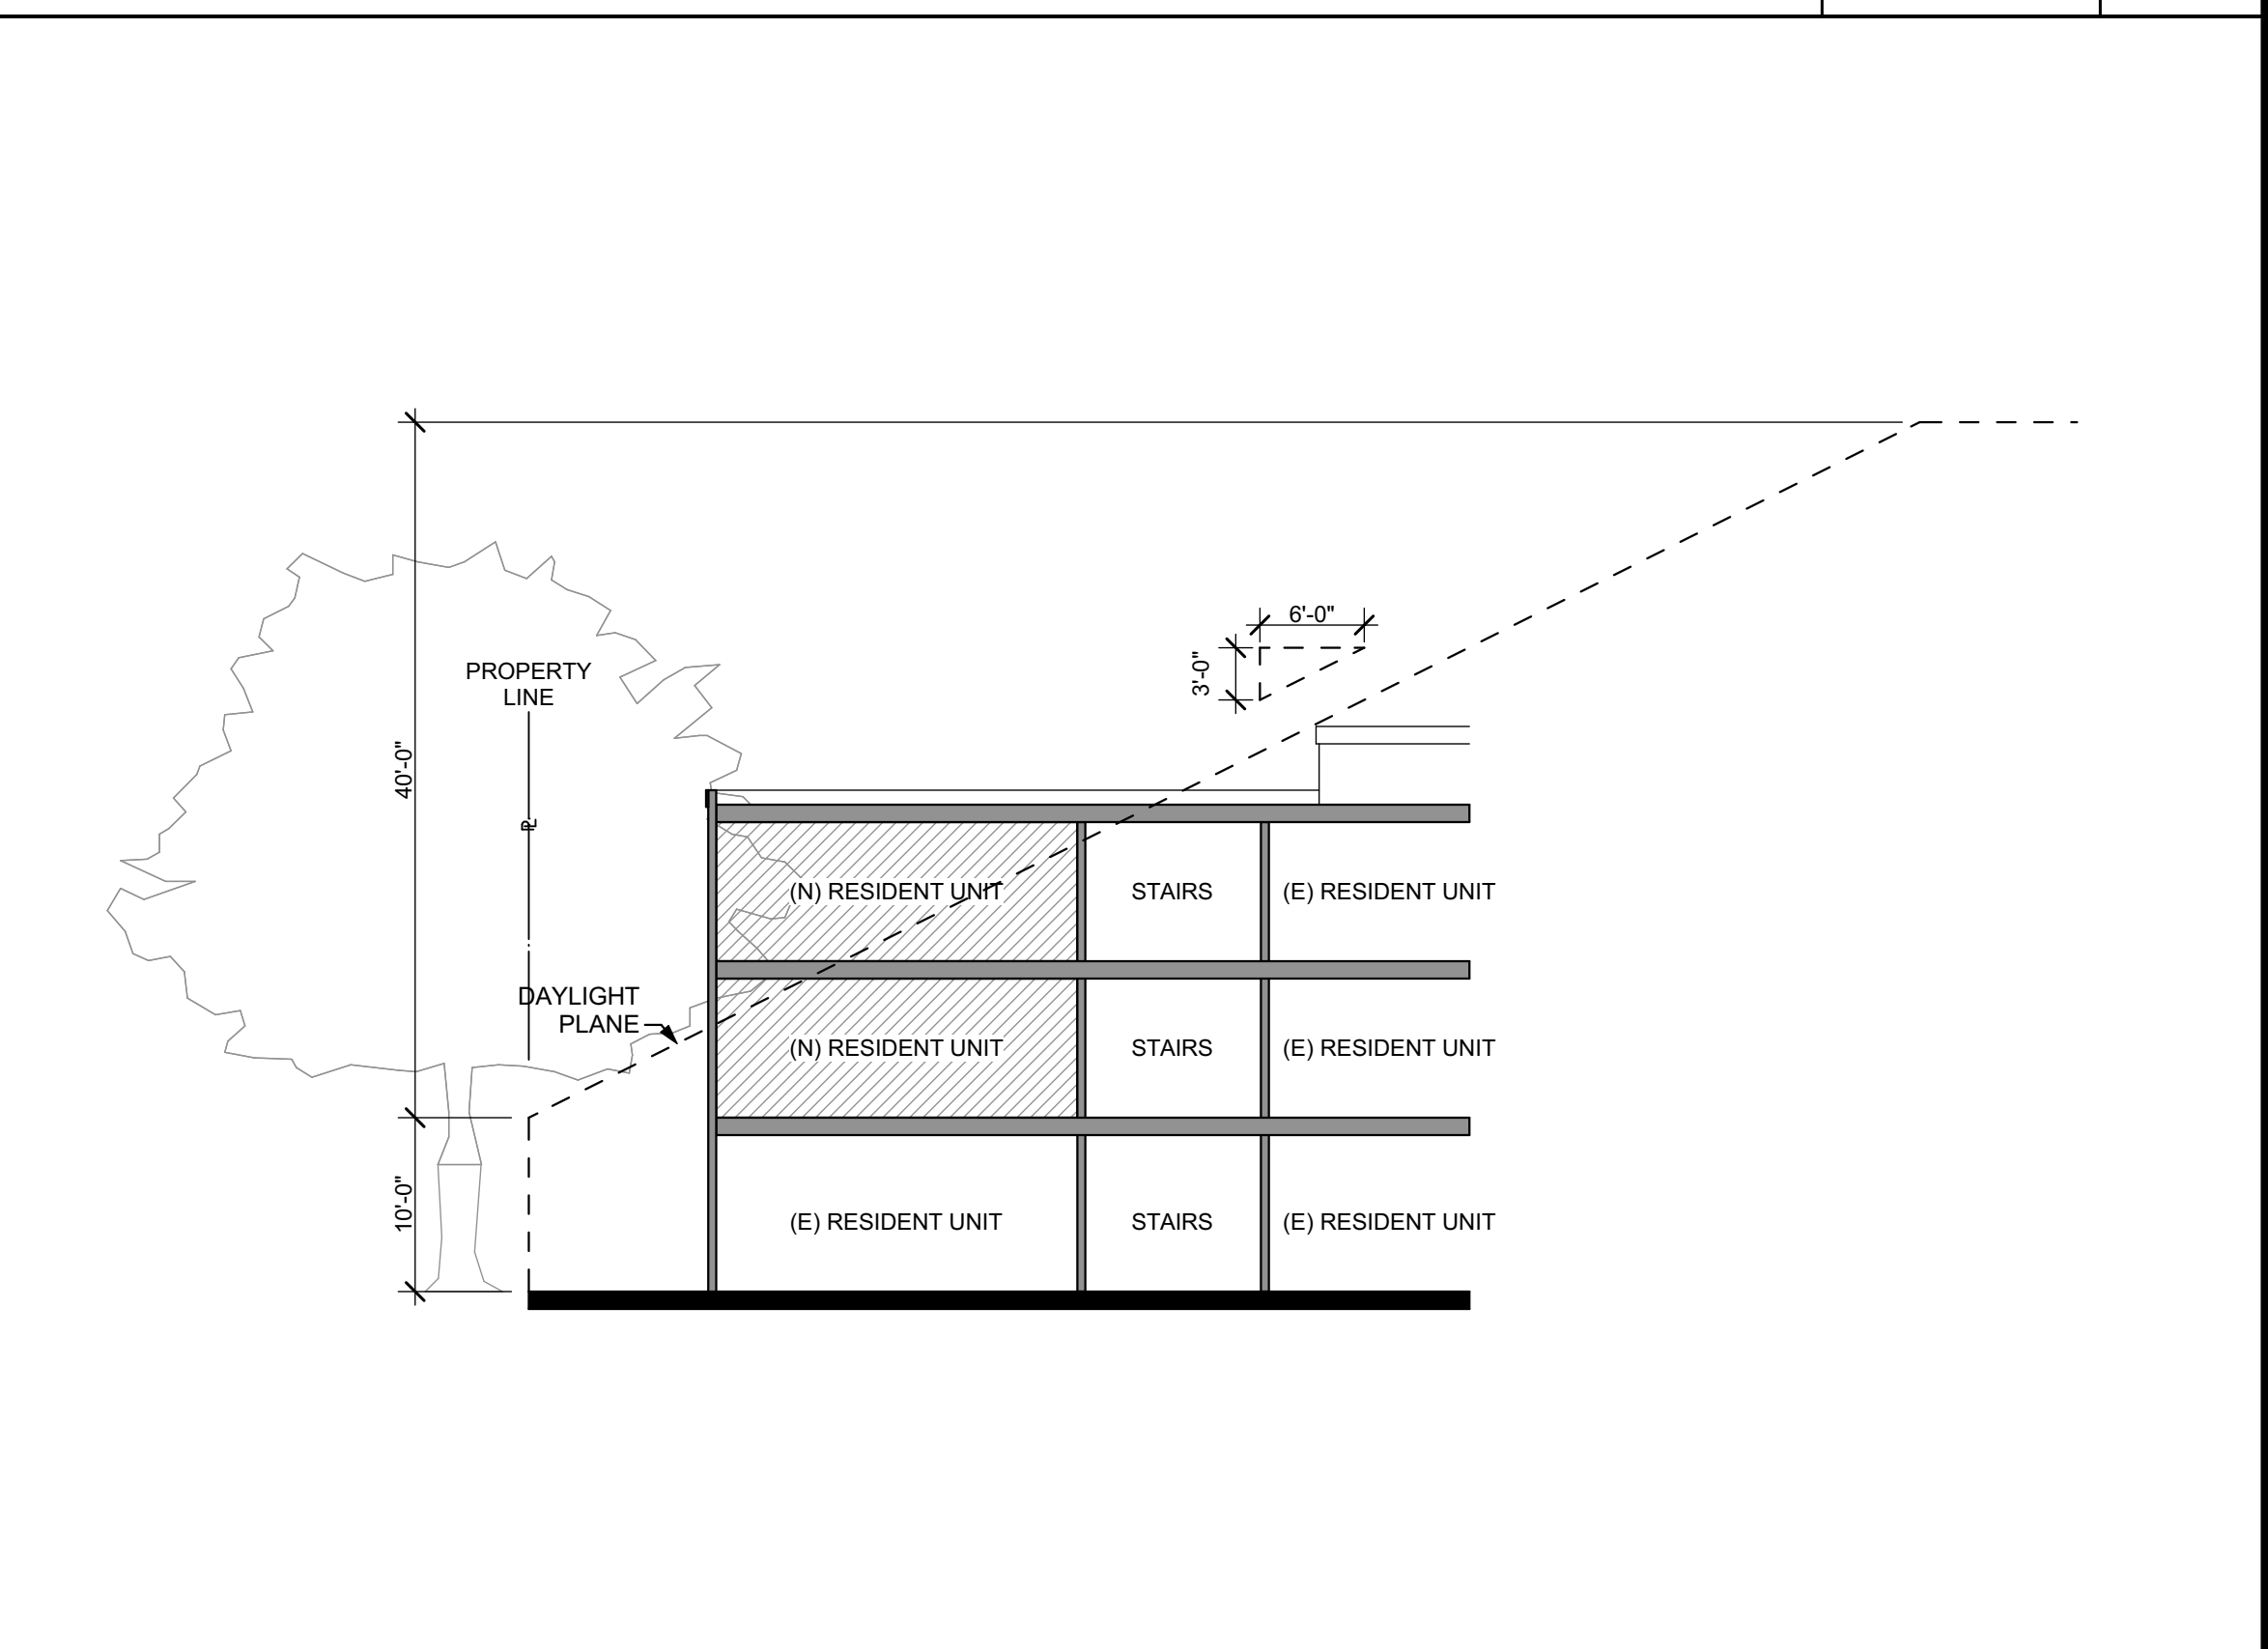 6'-0"
3'-0"
PROPERTY
LINE
40'-0"
PL
(N) RESIDENT UNIT STAIRS (E) RESIDENT UNIT
DAYLIGHT
PLANE
(N) RESIDENT UNIT STAIRS (E) RESIDENT UNIT
10'-0"
(E) RESIDENT UNIT STAIRS (E) RESIDENT UNIT